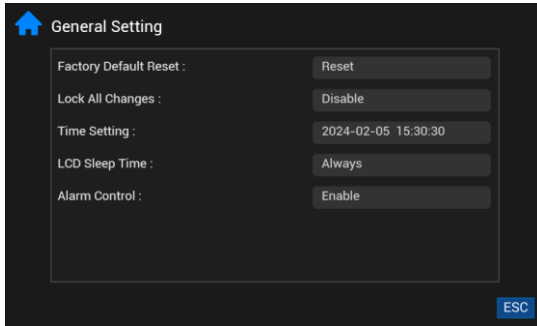 General Setting
Factory Default Reset : Reset
Lock All Changes : Disable
Time Setting : 2024-02-05 15:30:30
LCD Sleep Time : Always
Alarm Control : Enable
ESC